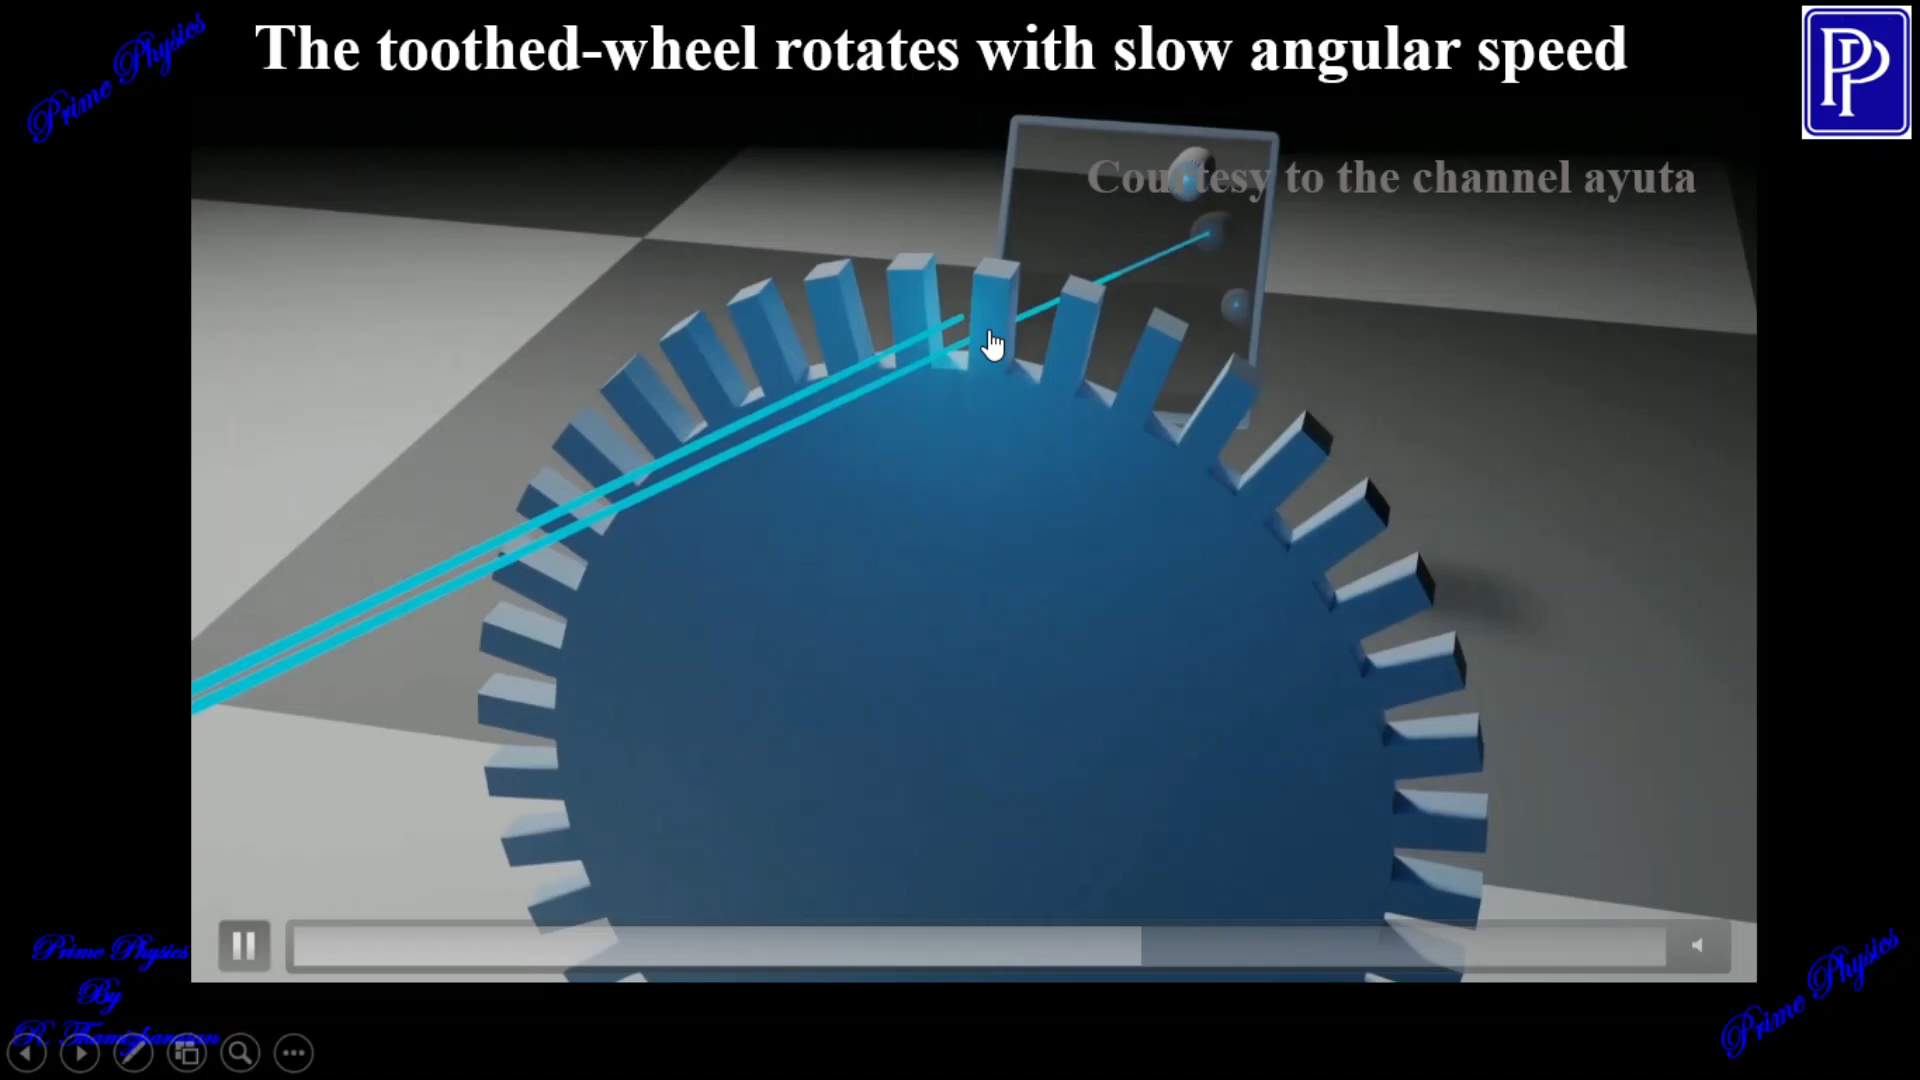 The toothed-wheel rotates with slow angular speed
Prime Physics
PP
Courtesy to the channel ayuta
Prime Physics
By
R.
Prime Physics